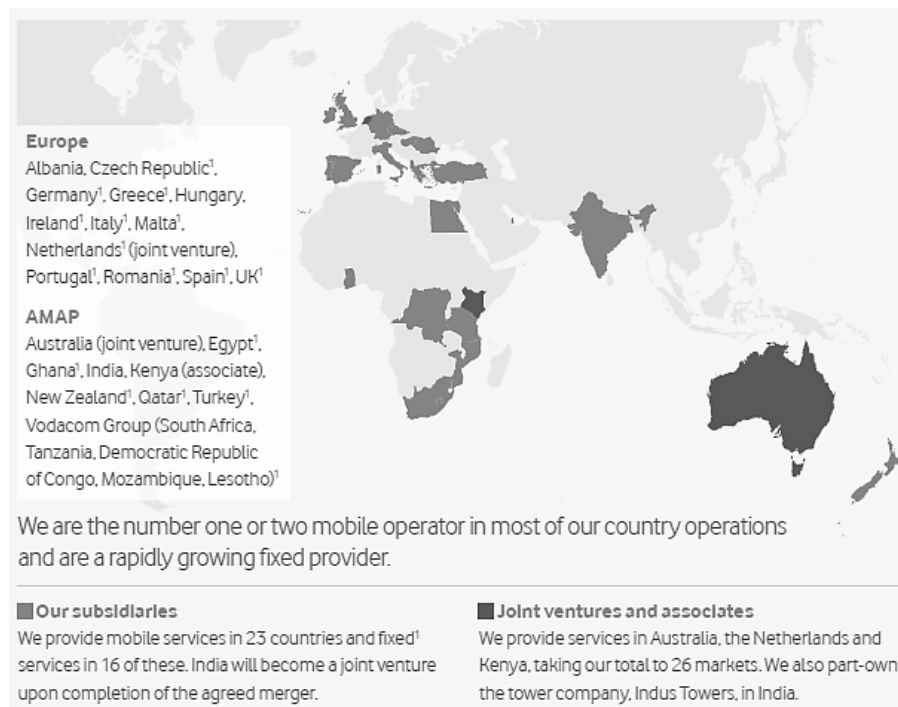 Europe
Albania, Czech Republic¹,
Germany¹, Greece¹, Hungary,
Ireland¹, Italy¹, Malta¹,
Netherlands¹ (joint venture),
Portugal¹, Romania¹, Spain¹, UK¹
AMAP
Australia (joint venture), Egypt¹,
Ghana¹, India, Kenya (associate),
New Zealand¹, Qatar¹, Turkey¹,
Vodacom Group (South Africa,
Tanzania, Democratic Republic
of Congo, Mozambique, Lesotho)¹
We are the number one or two mobile operator in most of our country operations
and are a rapidly growing fixed provider.
Our subsidiaries
We provide mobile services in 23 countries and fixed¹
services in 16 of these. India will become a joint venture
upon completion of the agreed merger.
Joint ventures and associates
We provide services in Australia, the Netherlands and
Kenya, taking our total to 26 markets. We also part-own
the tower company, Indus Towers, in India.